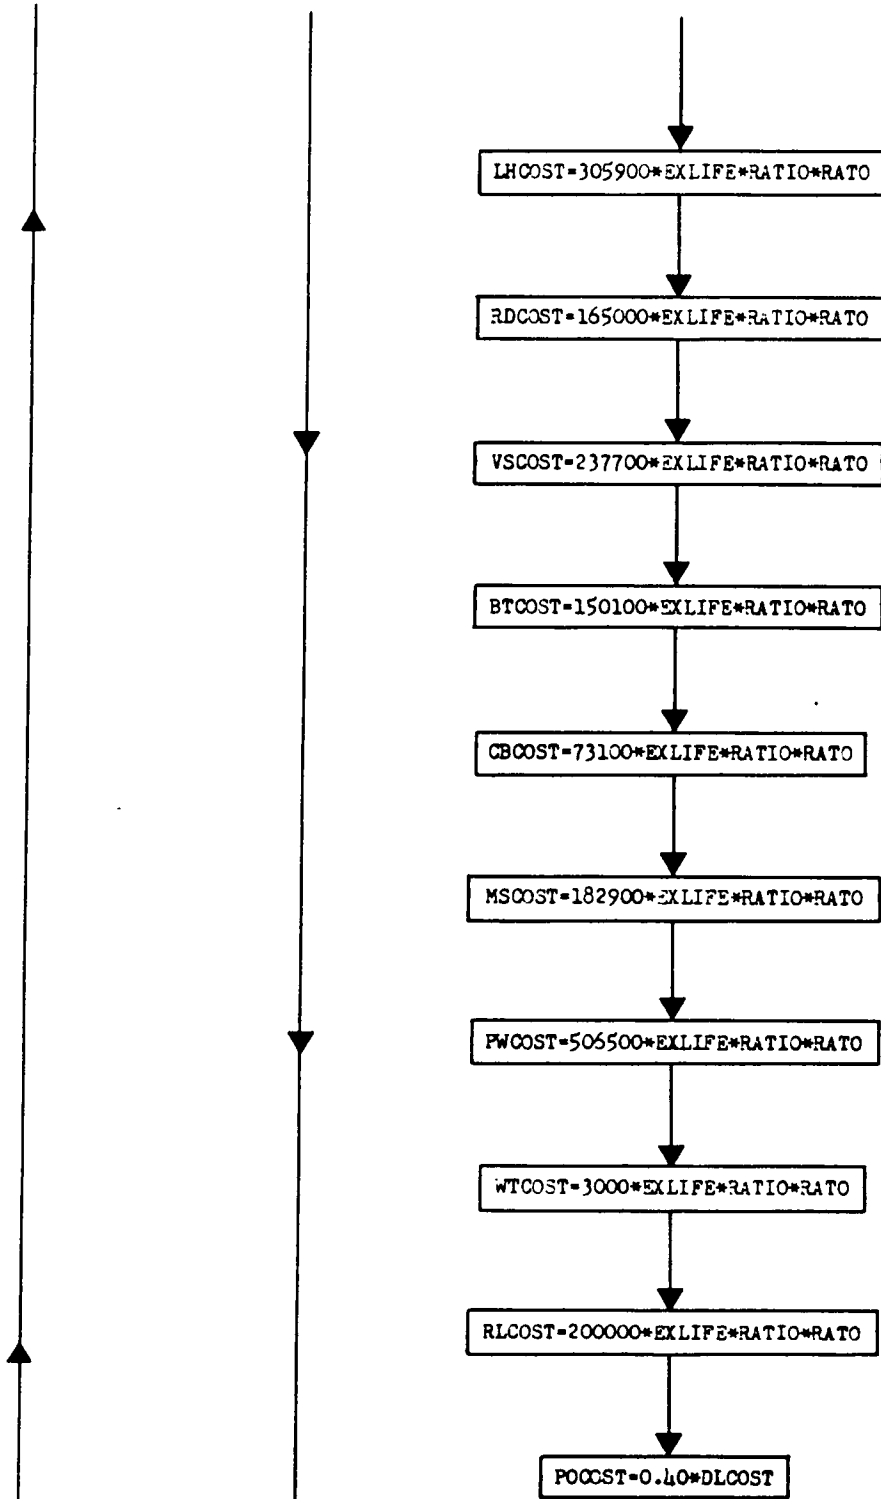 LHCOST=305900*EXLIFE*RATIO*RATO
RDCOST=165000*EXLIFE*RATIO*RATO
VSCOST=237700*EXLIFE*RATIO*RATO
BTCOST=150100*EXLIFE*RATIO*RATO
CBCOST=73100*EXLIFE*RATIO*RATO
MSCOST=182900*EXLIFE*RATIO*RATO
PWCOST=506500*EXLIFE*RATIO*RATO
WTCOST=3000*EXLIFE*RATIO*RATO
RLCOST=200000*EXLIFE*RATIO*RATO
POCOST=0.40*DLCOST